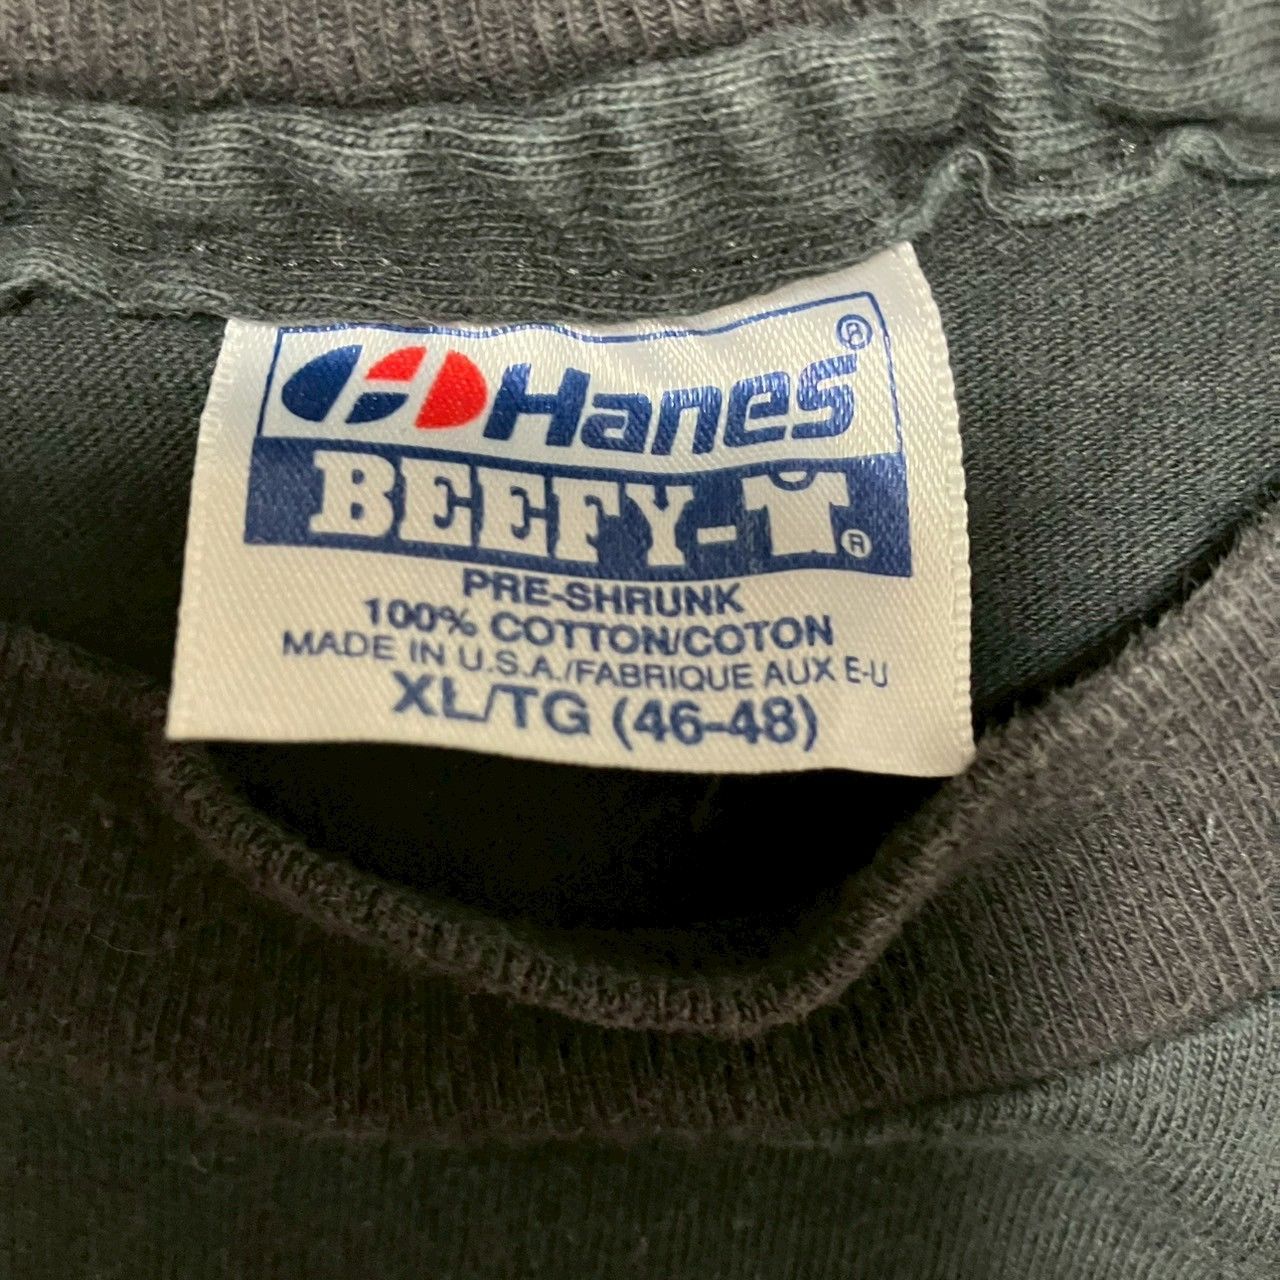 Hanes®
BEEFY-T®
PRE-SHRUNK
100% COTTON/COTON
MADE IN U.S.A./FABRIQUE AUX E-U
XL/TG (46-48)